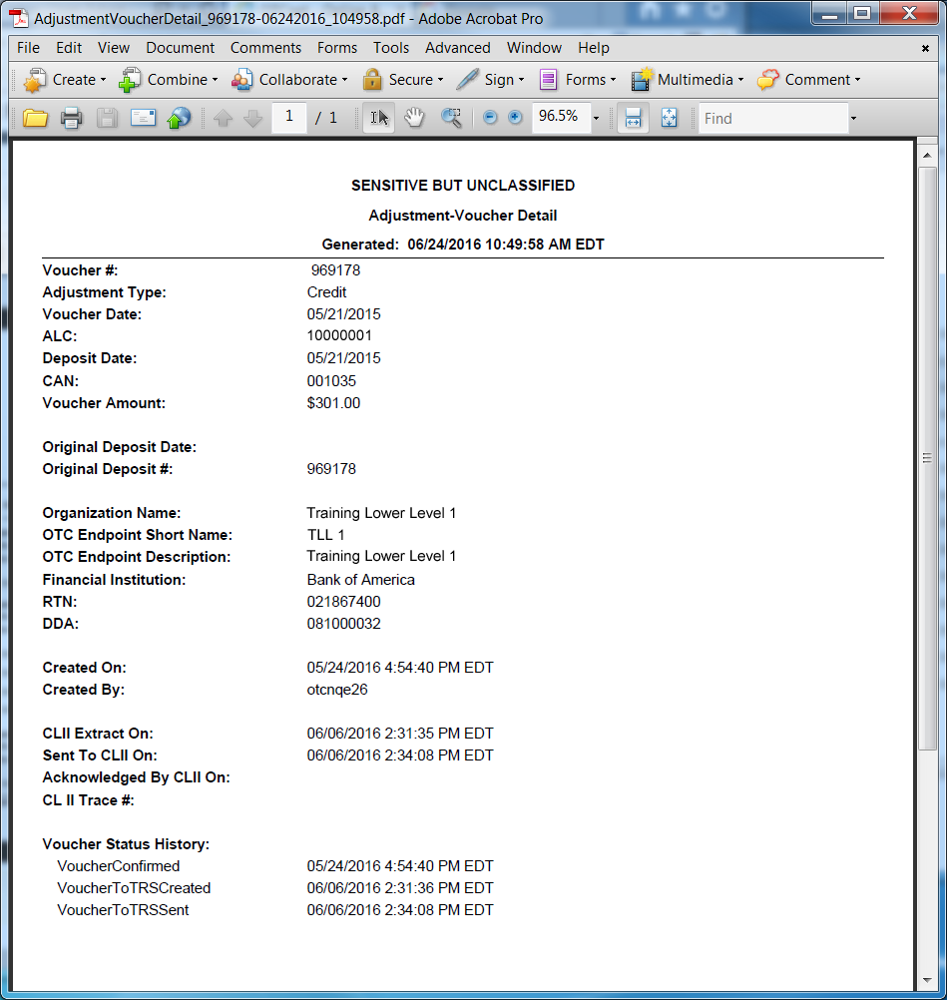 AdjustmentVoucherDetail_969178-06242016_104958.pdf - Adobe Acrobat Pro
File Edit View Document Comments Forms Tools Advanced Window Help
Create Combine Collaborate Secure Sign Forms Multimedia Comment
1 / 1 96.5% Find
SENSITIVE BUT UNCLASSIFIED
Adjustment-Voucher Detail
Generated: 06/24/2016 10:49:58 AM EDT
Voucher #: 969178
Adjustment Type: Credit
Voucher Date: 05/21/2015
ALC: 10000001
Deposit Date: 05/21/2015
CAN: 001035
Voucher Amount: $301.00
Original Deposit Date:
Original Deposit #: 969178
Organization Name: Training Lower Level 1
OTC Endpoint Short Name: TLL 1
OTC Endpoint Description: Training Lower Level 1
Financial Institution: Bank of America
RTN: 021867400
DDA: 081000032
Created On: 05/24/2016 4:54:40 PM EDT
Created By: otcnqe26
CLII Extract On: 06/06/2016 2:31:35 PM EDT
Sent To CLII On: 06/06/2016 2:34:08 PM EDT
Acknowledged By CLII On:
CL II Trace #:
Voucher Status History:
VoucherConfirmed 05/24/2016 4:54:40 PM EDT
VoucherToTRSCreated 06/06/2016 2:31:36 PM EDT
VoucherToTRSSent 06/06/2016 2:34:08 PM EDT